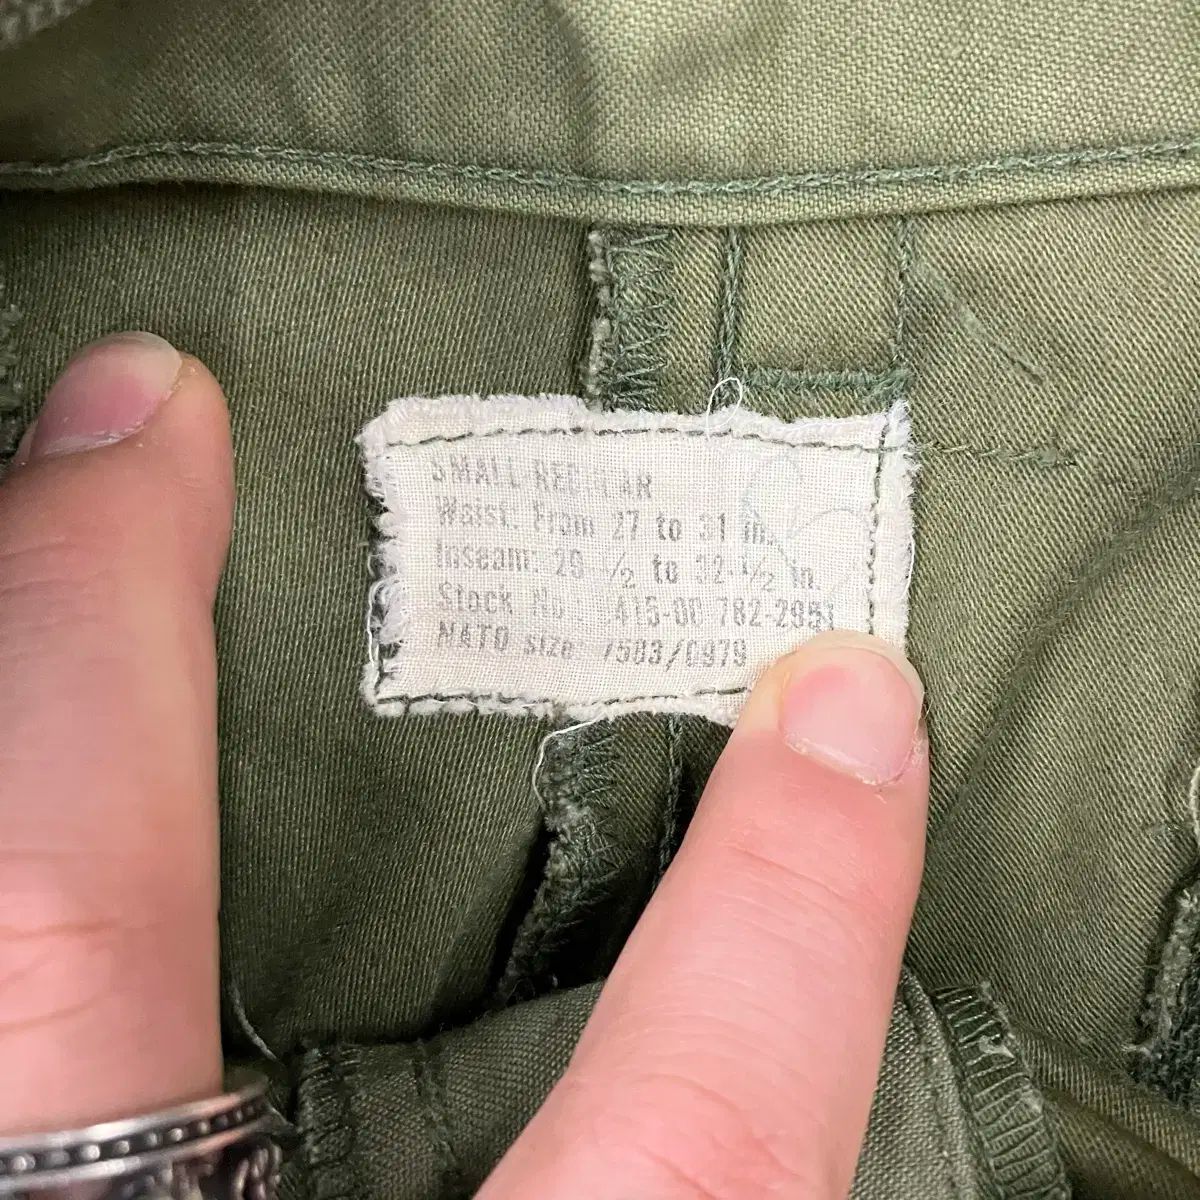 SMALL-REGULAR
Waist: From 27 to 31 in.
Inseam: 29-½ to 32-½ in.
Stock No.: 8415-00-782-2951
NATO size: 7583/0979